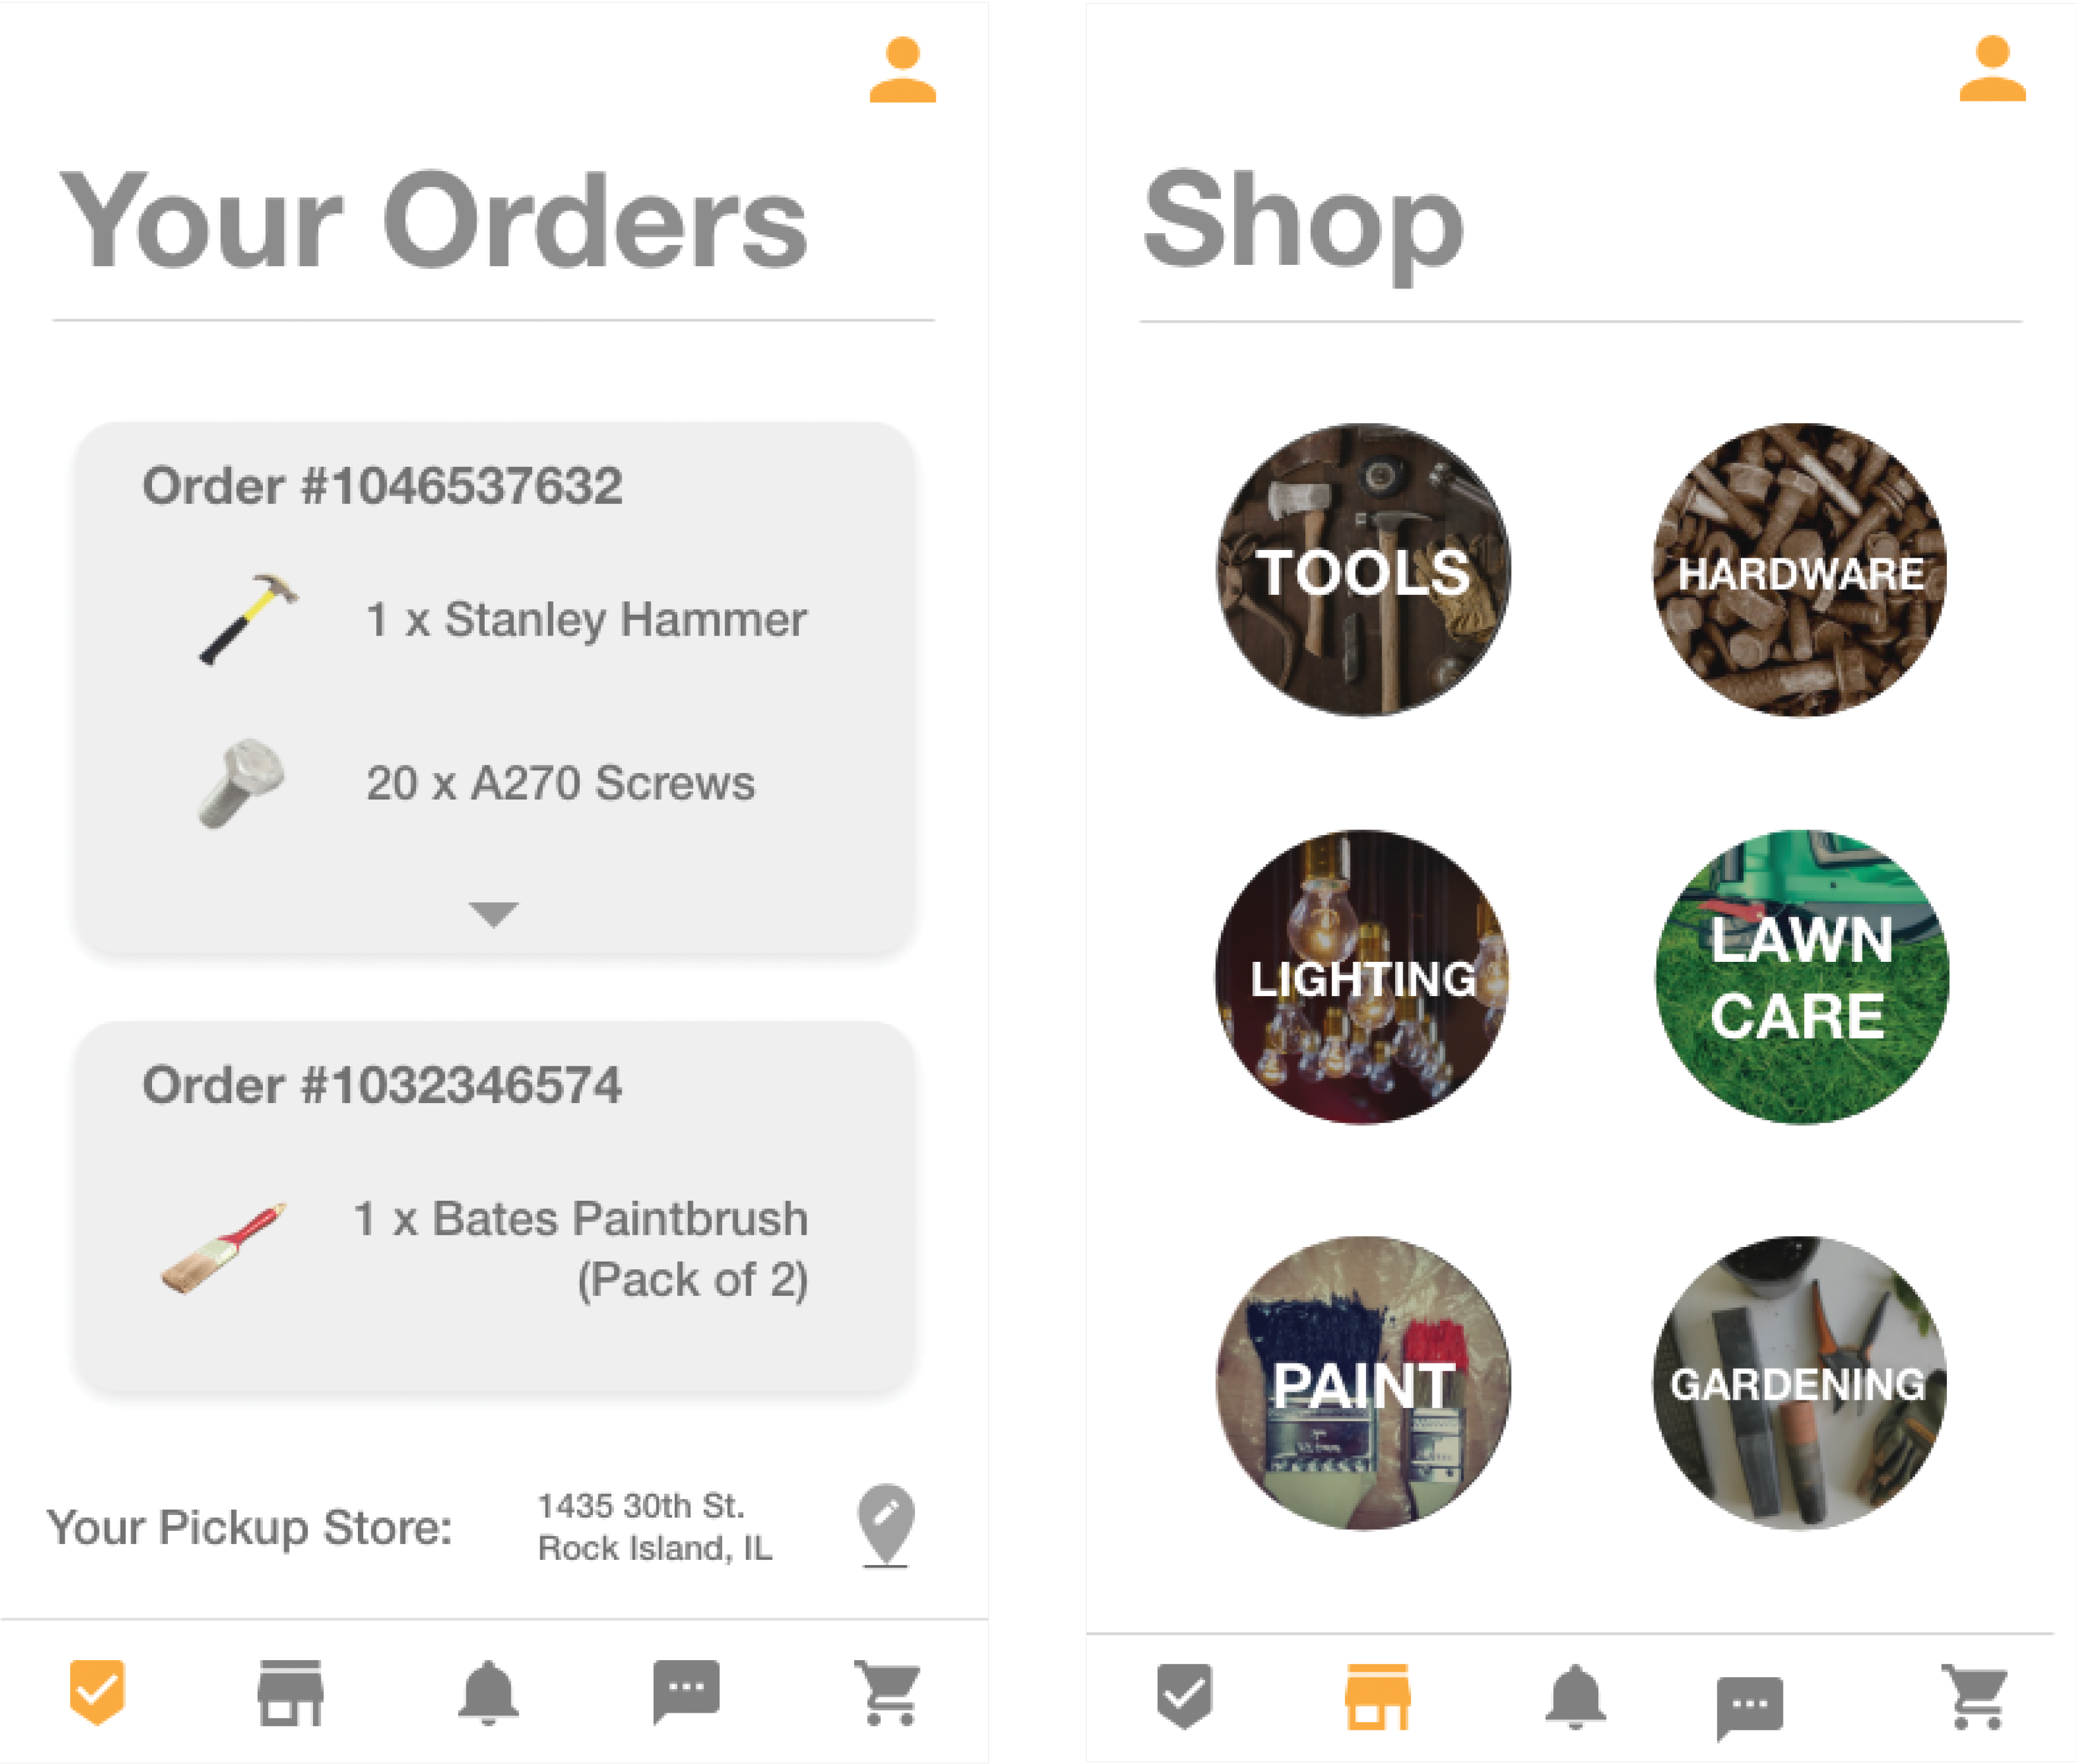 Your Orders
Order #1046537632
1 x Stanley Hammer
20 x A270 Screws
Order #1032346574
1 x Bates Paintbrush
(Pack of 2)
Your Pickup Store:
1435 30th St.
Rock Island, IL
Shop
TOOLS
HARDWARE
LIGHTING
LAWN
CARE
PAINT
GARDENING